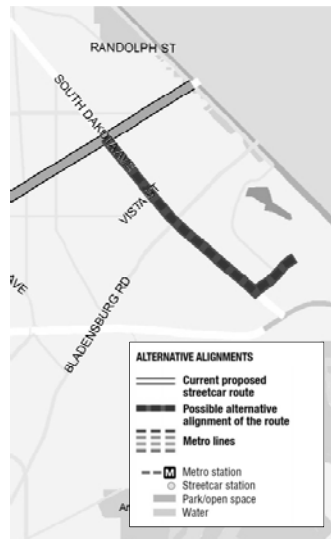 RANDOLPH ST
SOUTH DAKOTA AVE
VISTA ST
AVE
BLADENSBURG RD
ALTERNATIVE ALIGNMENTS
Current proposed
streetcar route
Possible alternative
alignment of the route
Metro lines
M Metro station
Streetcar station
Park/open space
Water